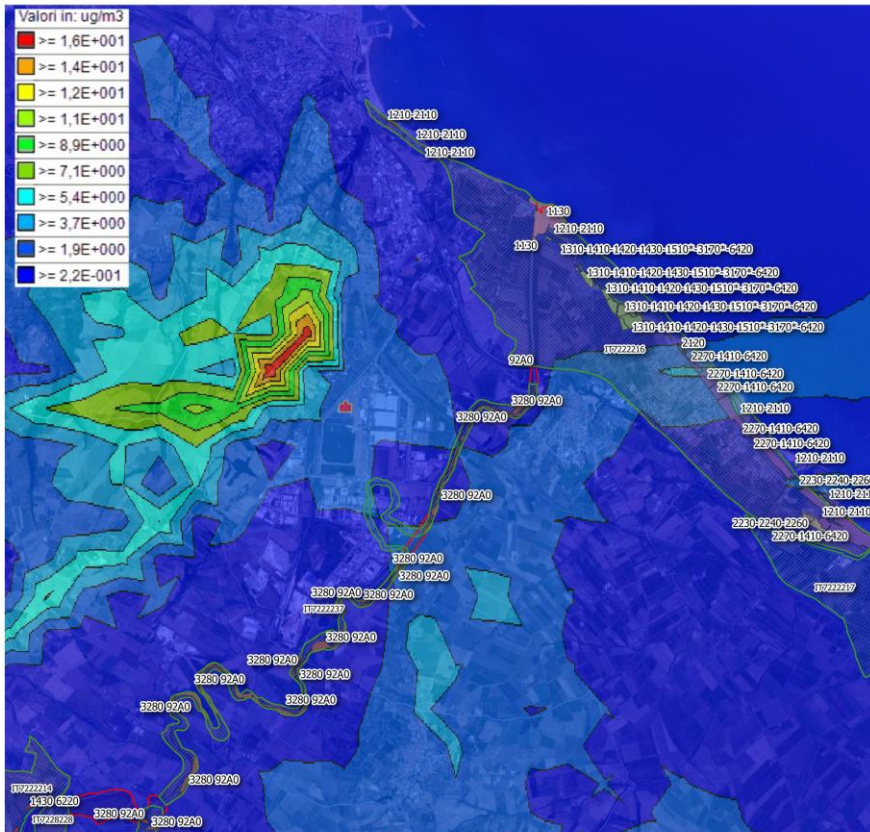 Valori in: ug/m3
>= 1,6E+001
>= 1,4E+001
>= 1,2E+001
>= 1,1E+001
>= 8,9E+000
>= 7,1E+000
>= 5,4E+000
>= 3,7E+000
>= 1,9E+000
>= 2,2E-001
1210-2110
1210-2110
1210-2110
1130
1210-2110
1130
1310-1410-1420-1430-1510*-3170*-6420
1310-1410-1420-1430-1510*-3170*-6420
1310-1410-1420-1430-1510*-3170*-6420
1310-1410-1420-1430-1510*-3170*-6420
1310-1410-1420-1430-1510*-3170*-6420
2120
IT7222216
92A0
2270-1410-6420
2270-1410-6420
2270-1410-6420
3280 92A0
1210-2110
3280 92A0
2270-1410-6420
2270-1410-6420
1210-2110
2230-2240-2260
3280 92A0
1210-211
1210-2110
2230-2240-2260
2270-1410-6420
3280 92A0
3280 92A0
IT7222217
3280 92A0
3280 92A0
IT7222237
3280 92A0
3280 92A0
3280 92A0
3280 92A0
3280 92A0
3280 92A0
3280 92A0
IT7222214
1430 6220
3280 92A0
IT7228228
3280 92A0